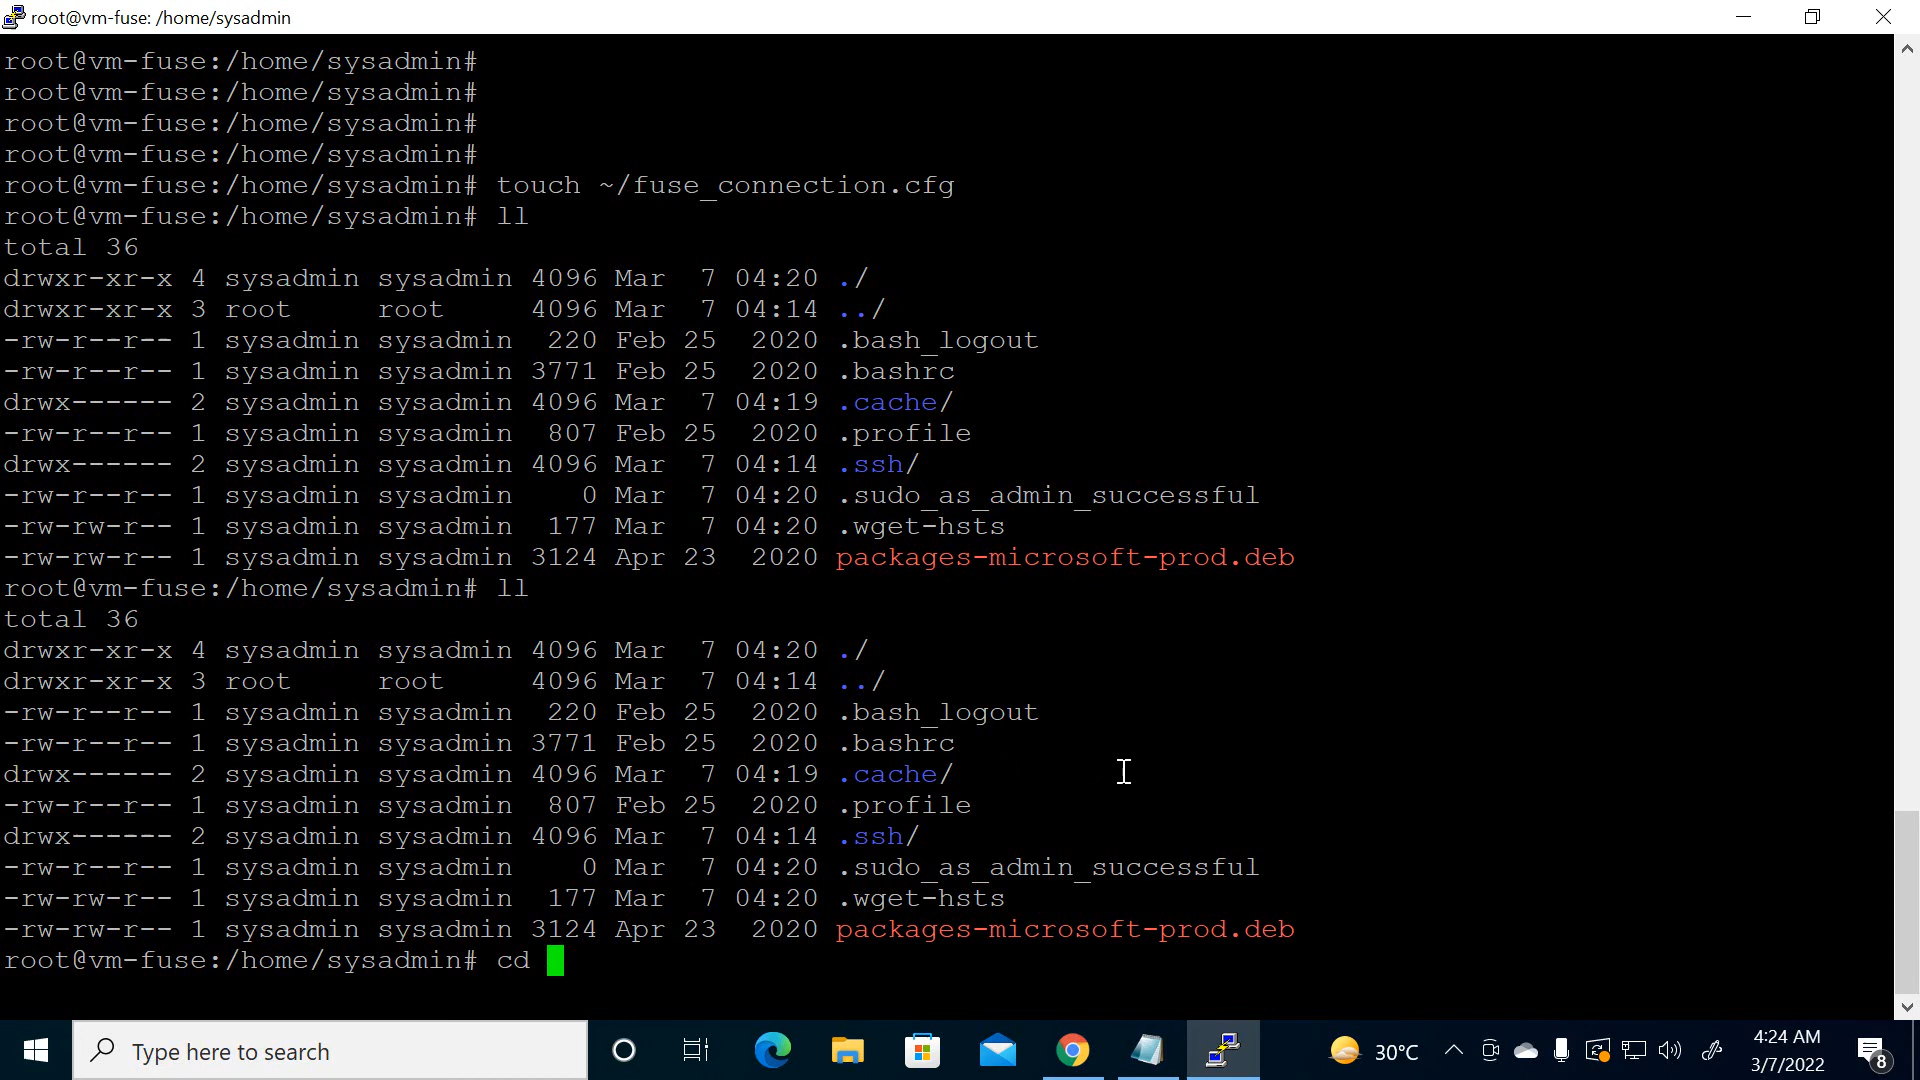 root@vm-fuse: /home/sysadmin
root@vm-fuse:/home/sysadmin#
root@vm-fuse:/home/sysadmin#
root@vm-fuse:/home/sysadmin#
root@vm-fuse:/home/sysadmin#
root@vm-fuse:/home/sysadmin# touch ~/fuse_connection.cfg
root@vm-fuse:/home/sysadmin# ll
total 36
drwxr-xr-x 4 sysadmin sysadmin 4096 Mar  7 04:20 ./
drwxr-xr-x 3 root     root     4096 Mar  7 04:14 ../
-rw-r--r-- 1 sysadmin sysadmin  220 Feb 25  2020 .bash_logout
-rw-r--r-- 1 sysadmin sysadmin 3771 Feb 25  2020 .bashrc
drwx------ 2 sysadmin sysadmin 4096 Mar  7 04:19 .cache/
-rw-r--r-- 1 sysadmin sysadmin  807 Feb 25  2020 .profile
drwx------ 2 sysadmin sysadmin 4096 Mar  7 04:14 .ssh/
-rw-r--r-- 1 sysadmin sysadmin    0 Mar  7 04:20 .sudo_as_admin_successful
-rw-rw-r-- 1 sysadmin sysadmin  177 Mar  7 04:20 .wget-hsts
-rw-rw-r-- 1 sysadmin sysadmin 3124 Apr 23  2020 packages-microsoft-prod.deb
root@vm-fuse:/home/sysadmin# ll
total 36
drwxr-xr-x 4 sysadmin sysadmin 4096 Mar  7 04:20 ./
drwxr-xr-x 3 root     root     4096 Mar  7 04:14 ../
-rw-r--r-- 1 sysadmin sysadmin  220 Feb 25  2020 .bash_logout
-rw-r--r-- 1 sysadmin sysadmin 3771 Feb 25  2020 .bashrc
drwx------ 2 sysadmin sysadmin 4096 Mar  7 04:19 .cache/
-rw-r--r-- 1 sysadmin sysadmin  807 Feb 25  2020 .profile
drwx------ 2 sysadmin sysadmin 4096 Mar  7 04:14 .ssh/
-rw-r--r-- 1 sysadmin sysadmin    0 Mar  7 04:20 .sudo_as_admin_successful
-rw-rw-r-- 1 sysadmin sysadmin  177 Mar  7 04:20 .wget-hsts
-rw-rw-r-- 1 sysadmin sysadmin 3124 Apr 23  2020 packages-microsoft-prod.deb
root@vm-fuse:/home/sysadmin# cd
Type here to search
30°C
4:24 AM
3/7/2022
8